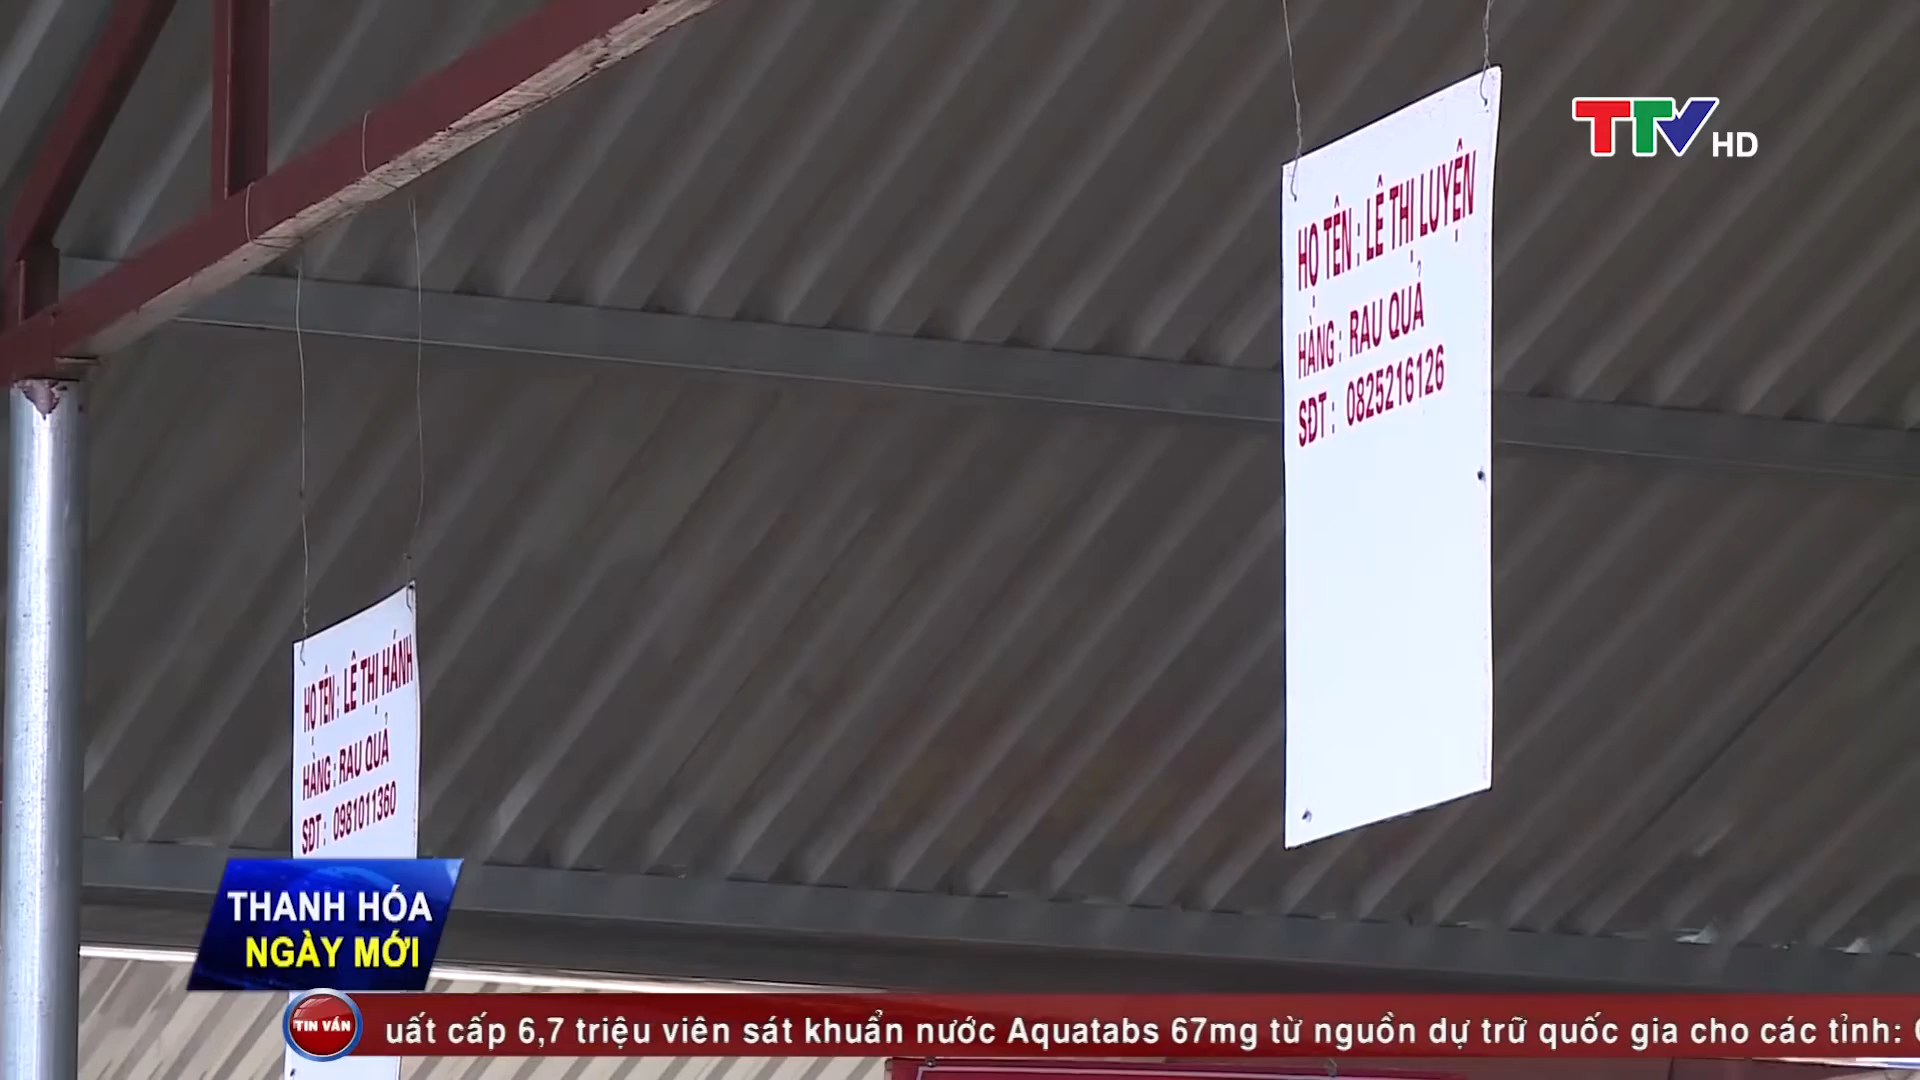 TTV HD
HỌ TÊN : LÊ THỊ LUYỆN
HÀNG : RAU QUẢ
SĐT : 0825216126
HỌ TÊN : LÊ THỊ HÁNH
HÀNG : RAU QUẢ
SĐT : 0981011360
THANH HÓA
NGÀY MỚI
TIN VẮN
uất cấp 6,7 triệu viên sát khuẩn nước Aquatabs 67mg từ nguồn dự trữ quốc gia cho các tỉnh: